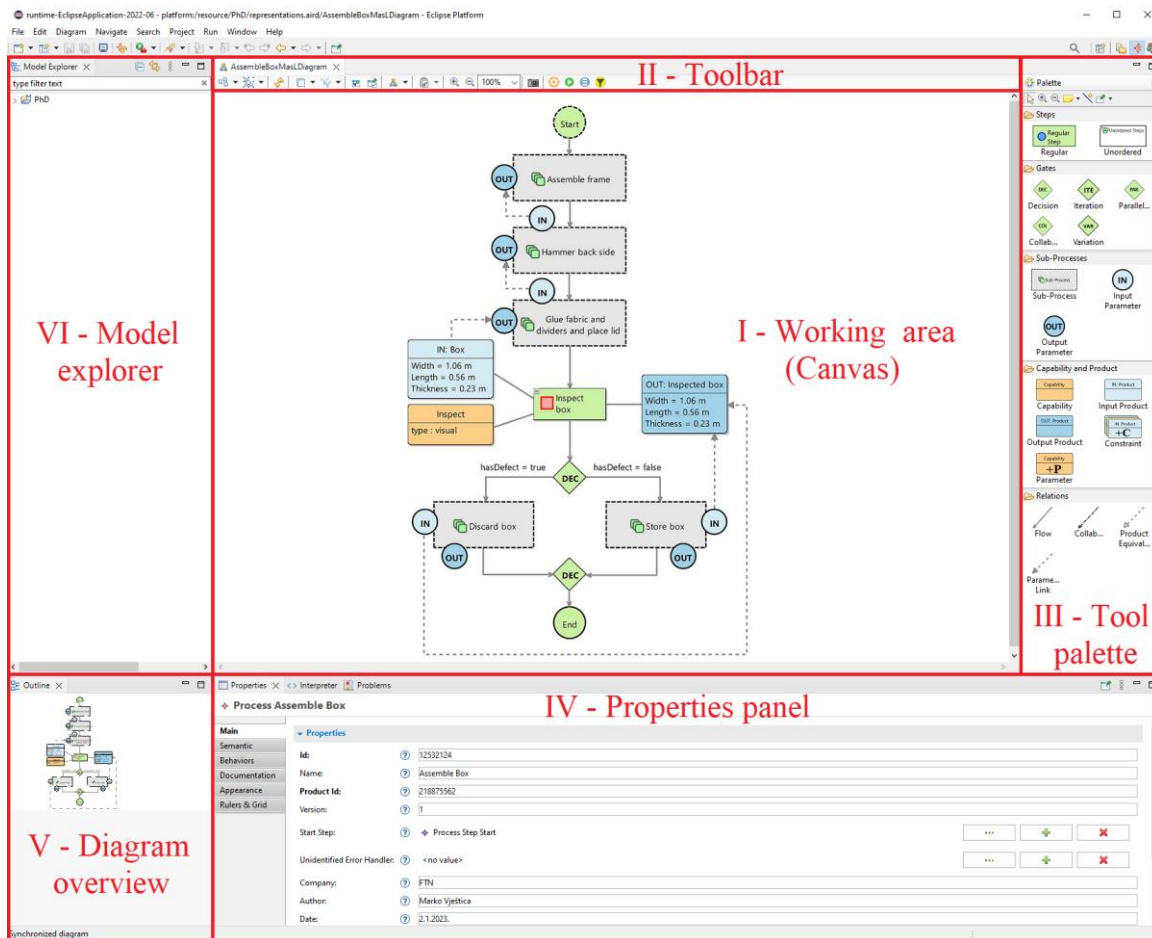 runtime-EclipseApplication-2022-06 - platform:/resource/PhD/representations.aird/AssembleBoxMasLDiagram - Eclipse Platform
File Edit Diagram Navigate Search Project Run Window Help
Model Explorer
type filter text
PhD
VI - Model
explorer
AssembleBoxMasLDiagram
II - Toolbar
100%
I - Working area
(Canvas)
Start
OUT
Assemble frame
IN
OUT
Hammer back side
IN
OUT
Glue fabric and
dividers and place lid
IN: Box
Width = 1.06 m
Length = 0.56 m
Thickness = 0.23 m
Inspect
type : visual
Inspect
box
OUT: Inspected box
Width = 1.06 m
Length = 0.56 m
Thickness = 0.23 m
hasDefect = true
DEC
hasDefect = false
IN
Discard box
OUT
Store box
IN
OUT
DEC
End
Palette
Steps
Regular
Step
Unordered Steps
Regular
Unordered
Gates
DEC
ITE
PAR
Decision
Iteration
Parallel...
COL
VAR
Collab...
Variation
Sub-Processes
Sub-Process
IN
Sub-Process
Input
Parameter
OUT
Output
Parameter
Capability and Product
Capability
IN: Product
Capability
Input Product
OUT: Product
IN: Product
+C
Output Product
Constraint
Capability
+P
Parameter
Relations
Flow
Collab...
Product
Equival...
Parame...
Link
III - Tool
palette
Outline
V - Diagram
overview
Properties
Interpreter
Problems
Process Assemble Box
IV - Properties panel
Main
Semantic
Behaviors
Documentation
Appearance
Rulers & Grid
Properties
Id: 12532124
Name: Assemble Box
Product Id: 218875562
Version: 1
Start Step: Process Step Start
Unidentified Error Handler: <no value>
Company: FTN
Author: Marko Vještica
Date: 2.1.2023.
Synchronized diagram